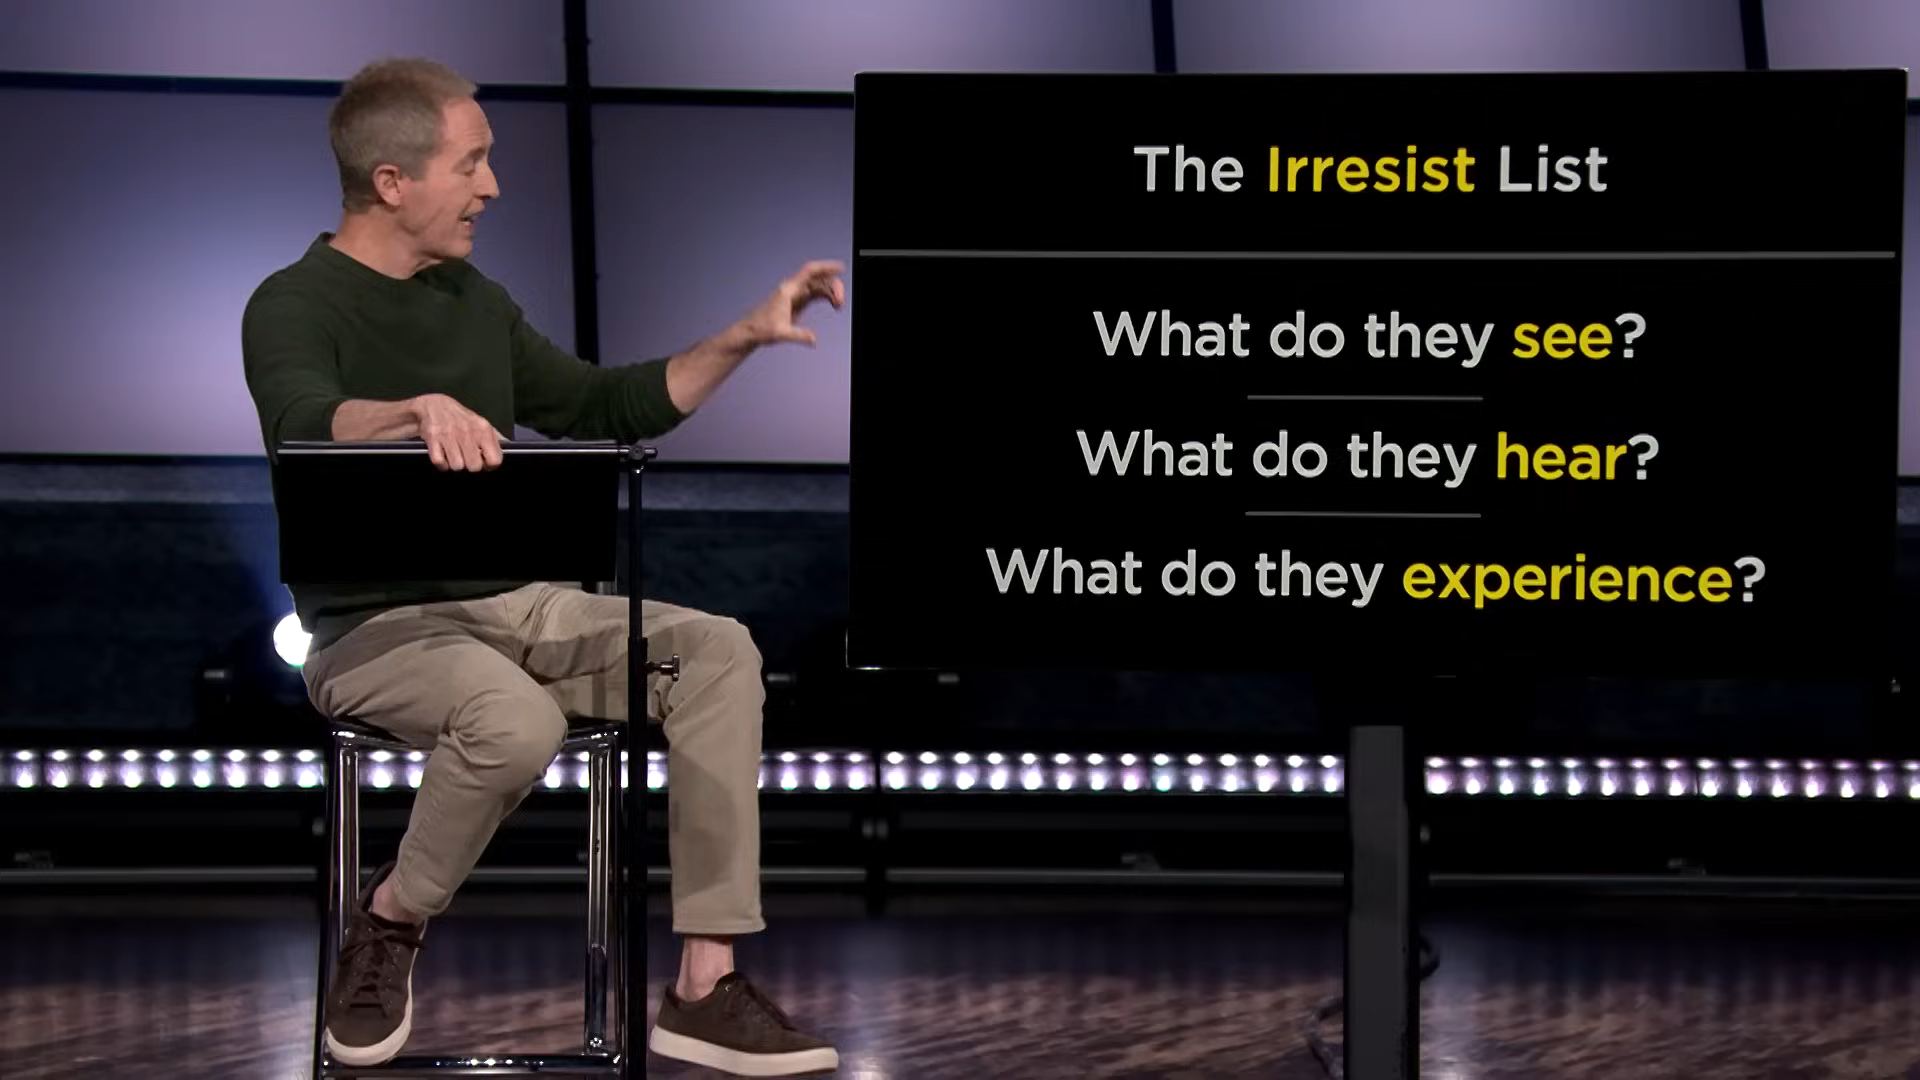 The Irresist List
What do they see?
What do they hear?
What do they experience?